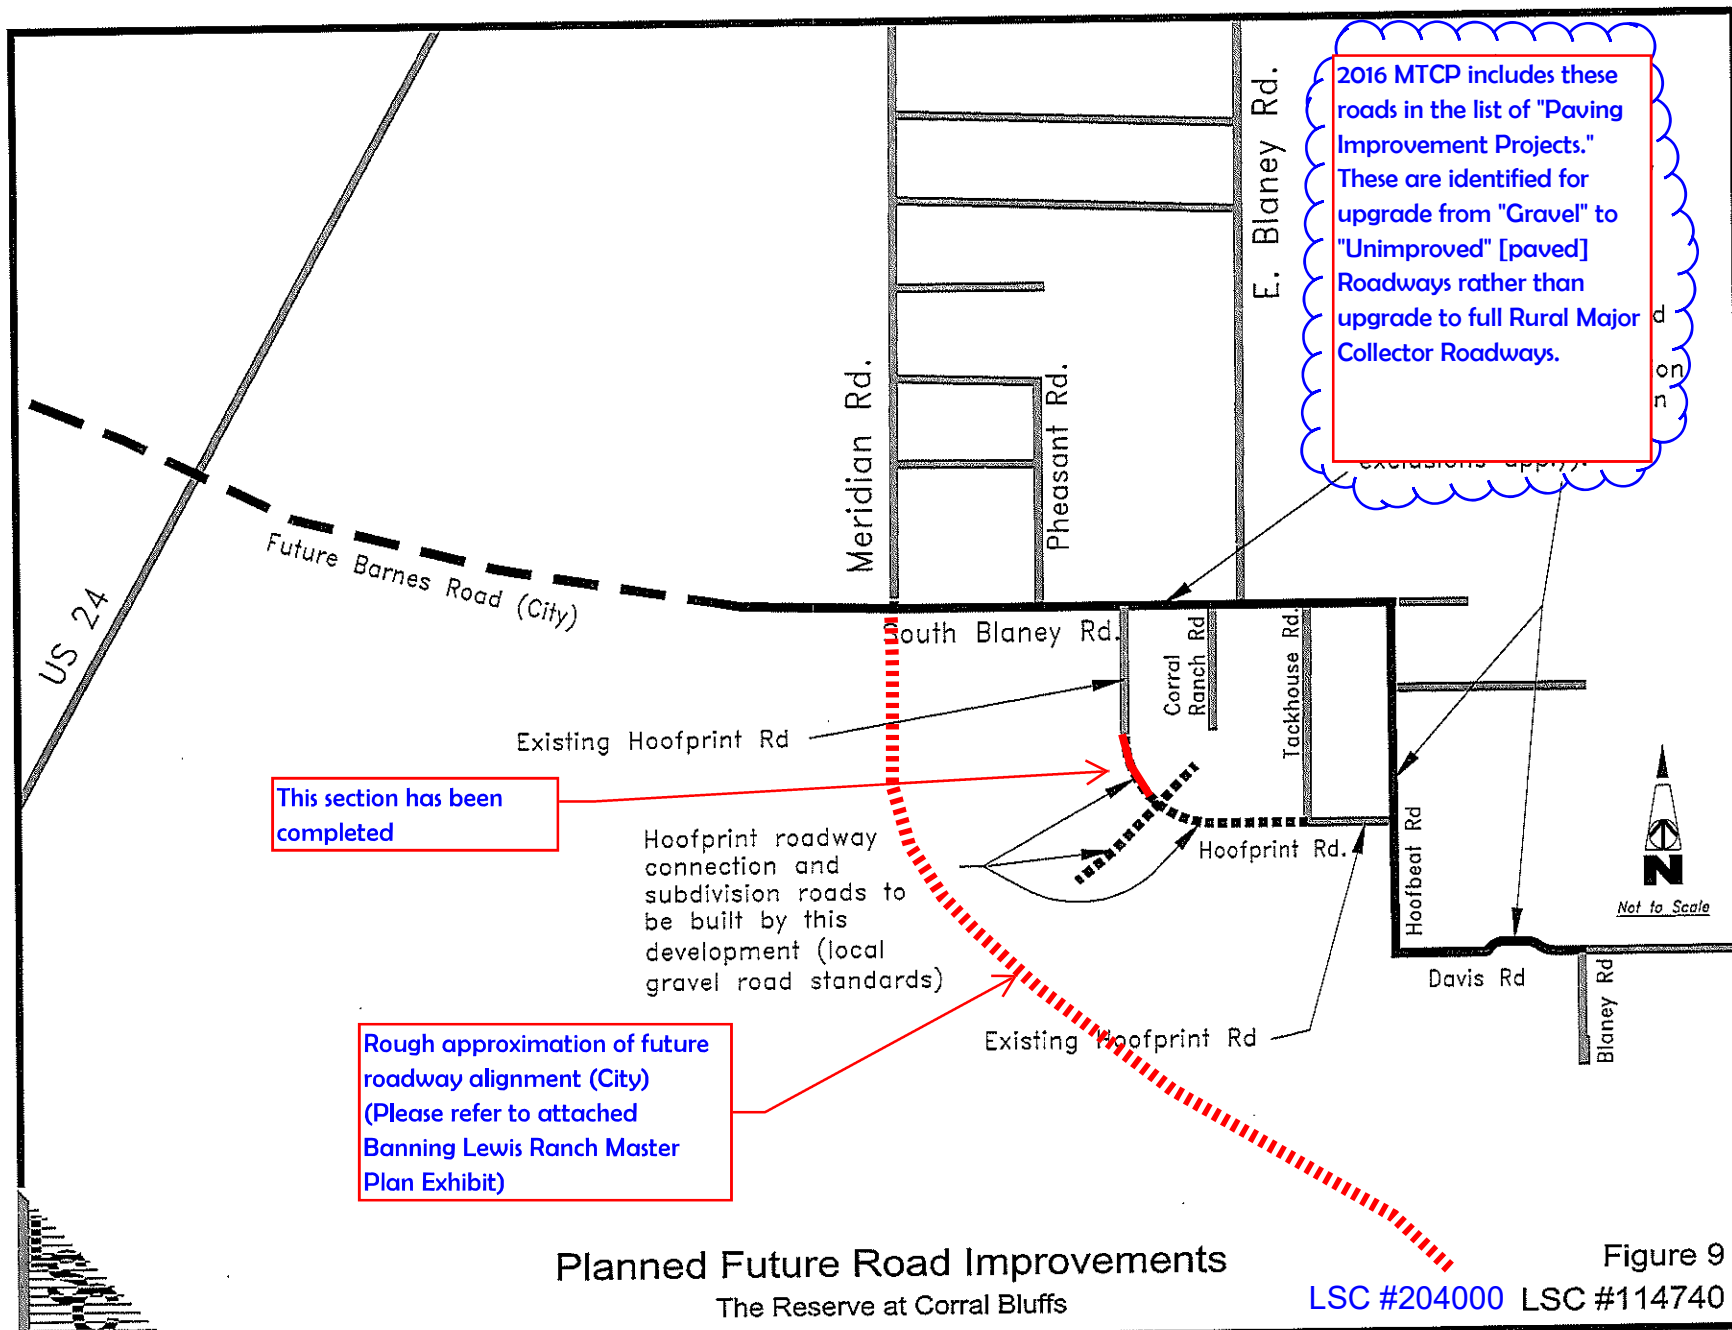 2016 MTCP includes these
roads in the list of "Paving
Improvement Projects."
These are identified for
upgrade from "Gravel" to
"Unimproved" [paved]
Roadways rather than
upgrade to full Rural Major
Collector Roadways.
d
on
n
E. Blaney Rd.
Meridian Rd.
Pheasant Rd.
Future Barnes Road (City)
US 24
South Blaney Rd.
Corral
Ranch Rd
Tackhouse Rd.
Existing Hoofprint Rd
This section has been
completed
Hoofprint roadway
connection and
subdivision roads to
be built by this
development (local
gravel road standards)
Hoofprint Rd.
Hoofbeat Rd
N
Not to Scale
Davis Rd
Blaney Rd
Existing Hoofprint Rd
Rough approximation of future
roadway alignment (City)
(Please refer to attached
Banning Lewis Ranch Master
Plan Exhibit)
Planned Future Road Improvements
The Reserve at Corral Bluffs
Figure 9
LSC #204000 LSC #114740